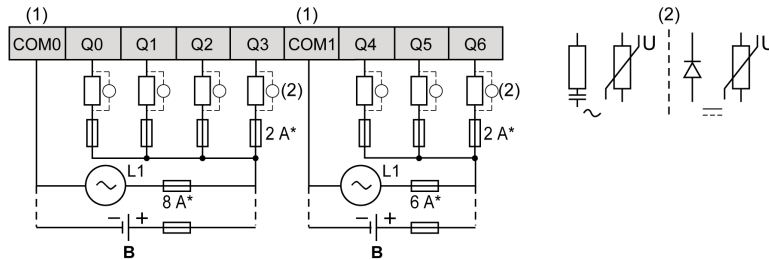 (1) (1) (2)
COM0 Q0 Q1 Q2 Q3 COM1 Q4 Q5 Q6
U U
(2) (2)
2 A* 2 A*
L1 L1
8 A* 6 A*
− + − +
B B